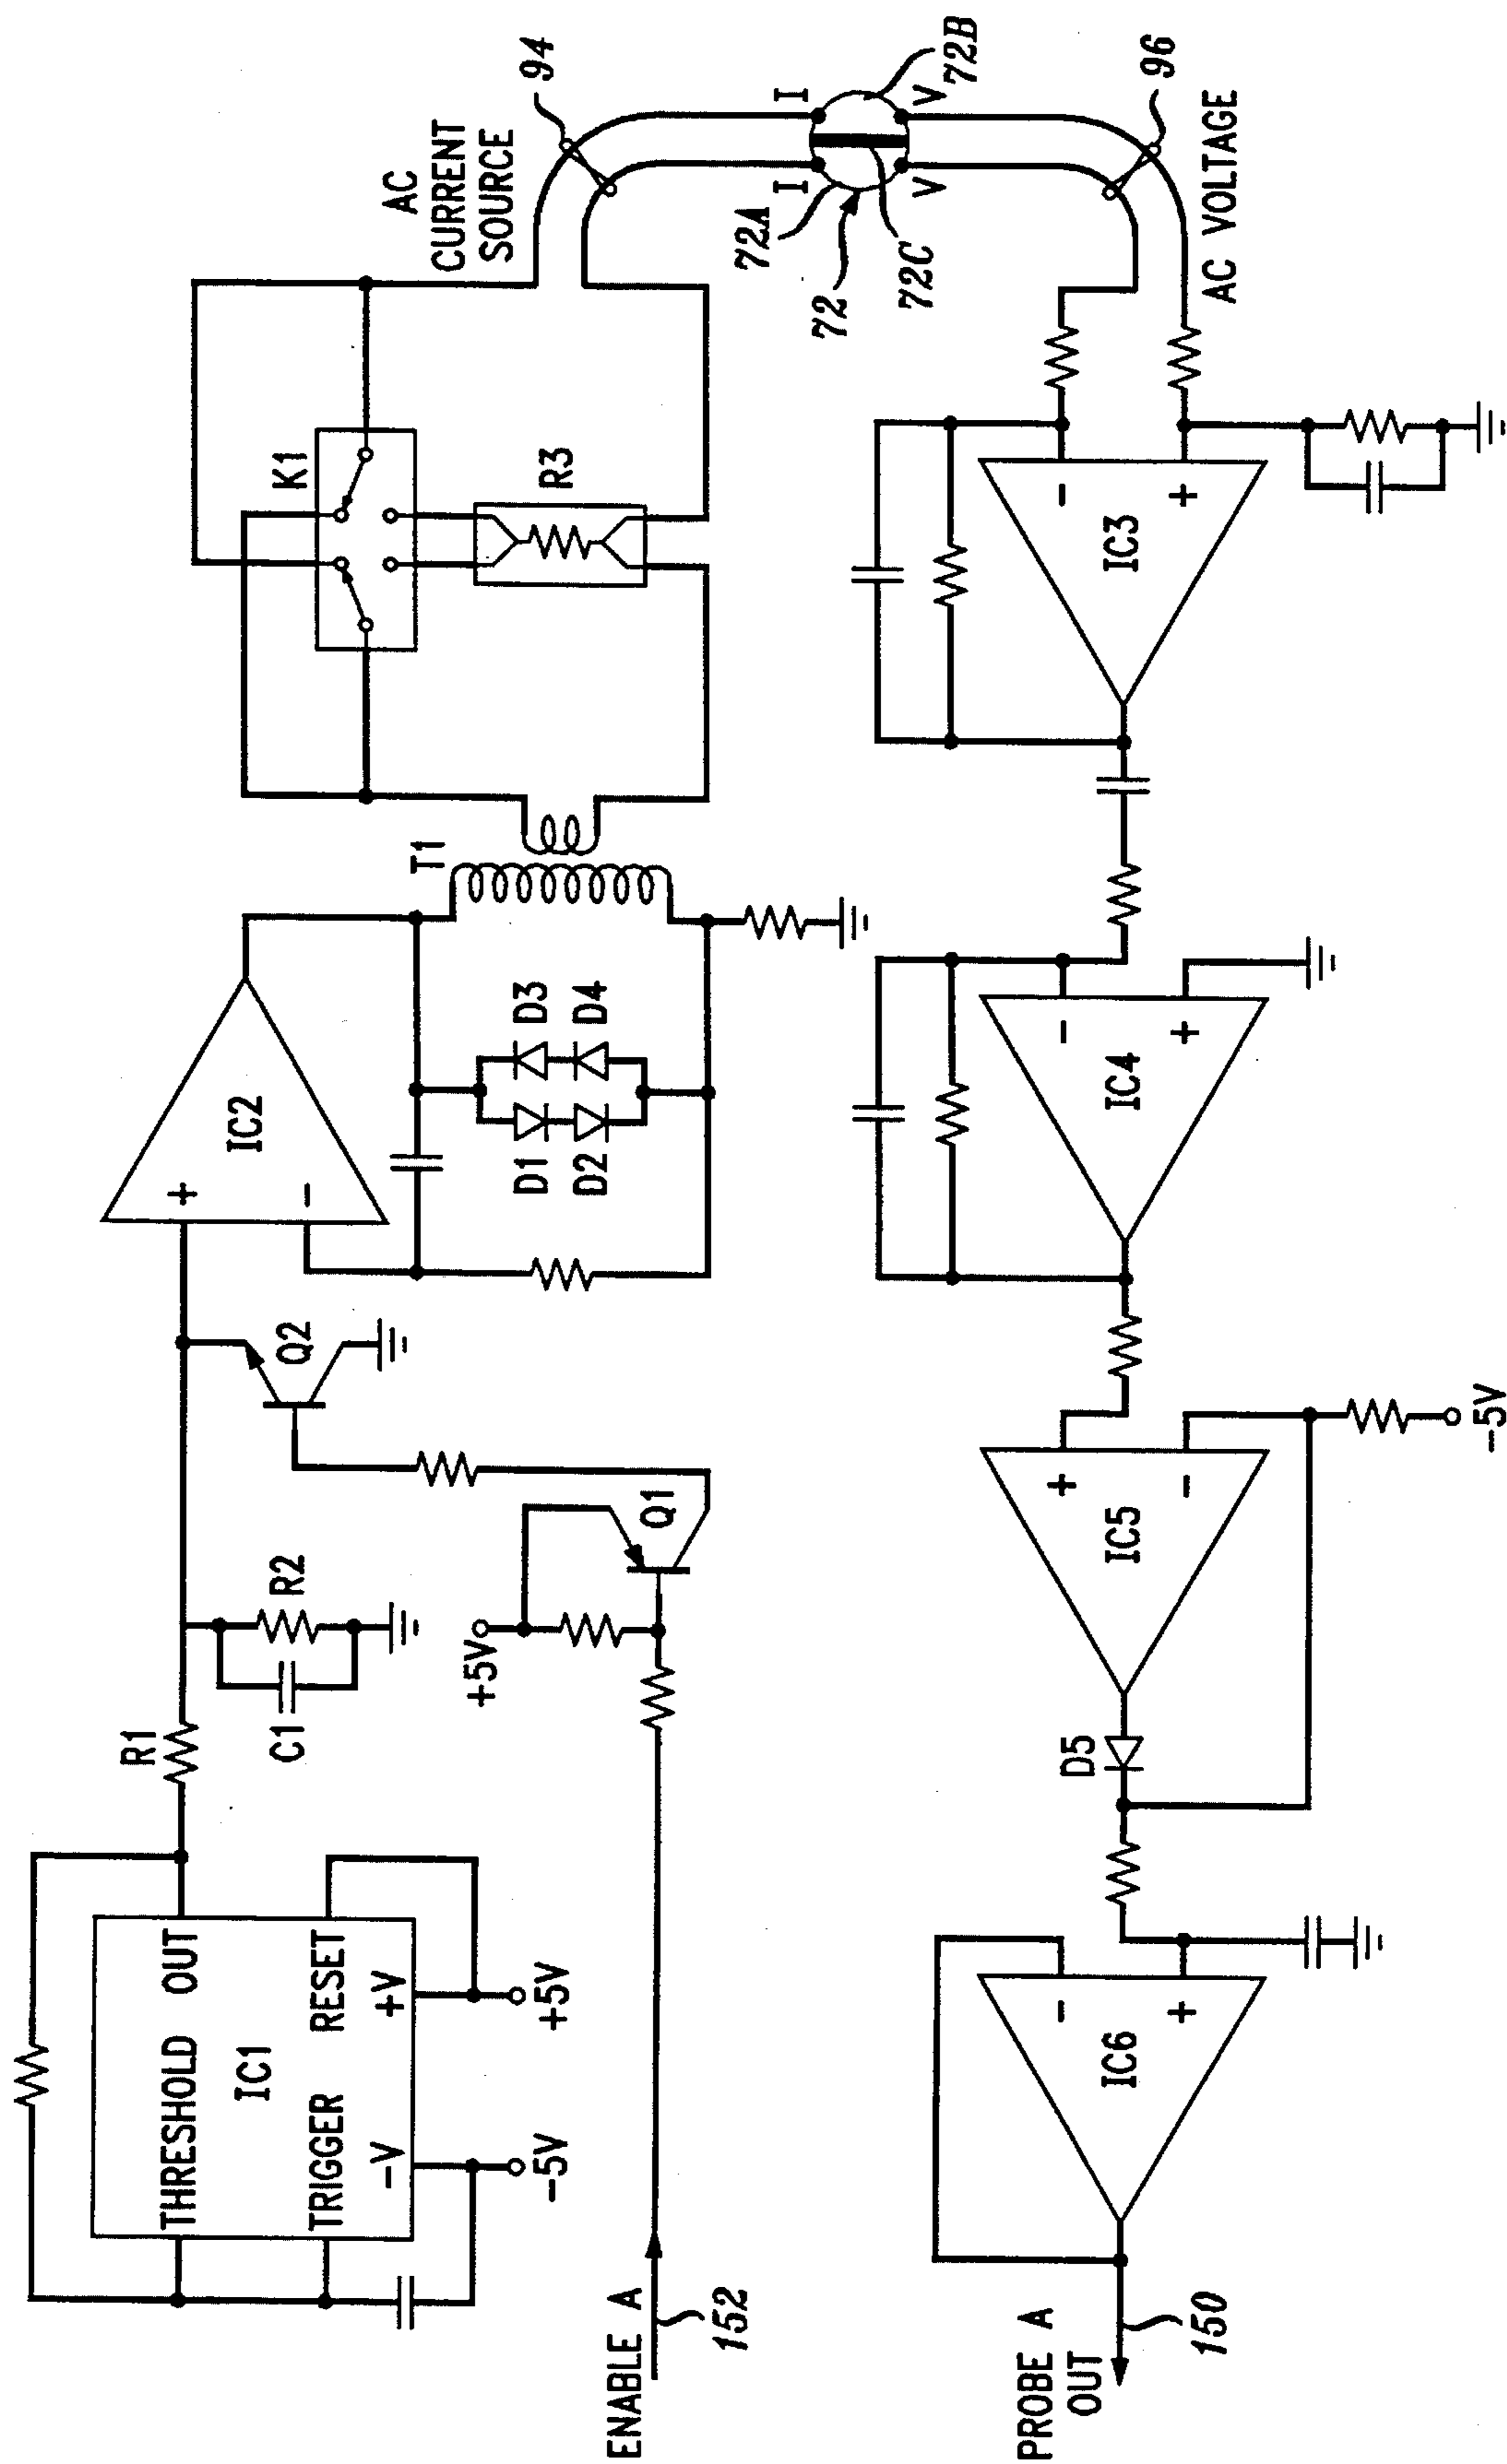 THRESHOLD OUT
IC1
TRIGGER RESET
-V +V
-5V
+5V
R1
C1
R2
+5V
Q1
Q2
+
-
IC2
D1
D3
D2
D4
T1
K1
R3
AC
CURRENT
SOURCE
94
I
I
72A
72
72C
72B
V
V
96
AC VOLTAGE
ENABLE A
152
PROBE A
OUT
150
-
+
IC6
D5
+
-
IC5
-5V
-
+
IC4
-
+
IC3